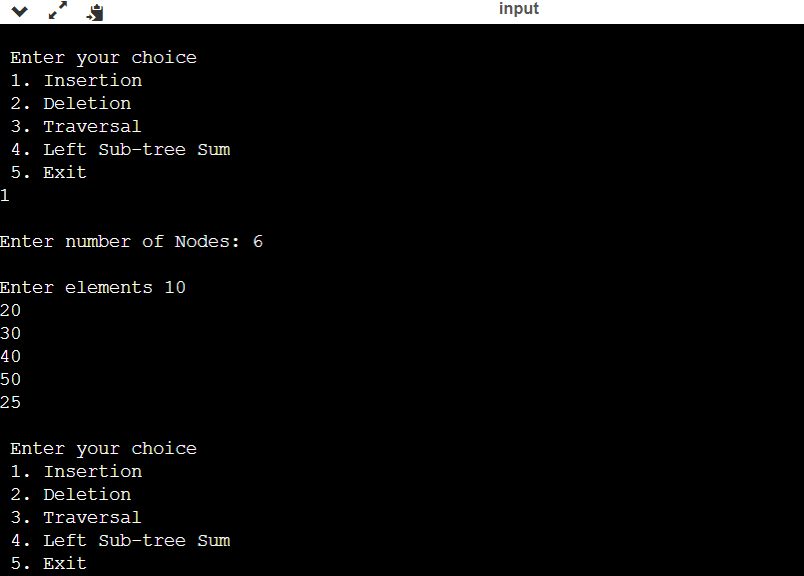 input
Enter your choice
1. Insertion
2. Deletion
3. Traversal
4. Left Sub-tree Sum
5. Exit
1
Enter number of Nodes: 6
Enter elements 10
20
30
40
50
25
Enter your choice
1. Insertion
2. Deletion
3. Traversal
4. Left Sub-tree Sum
5. Exit